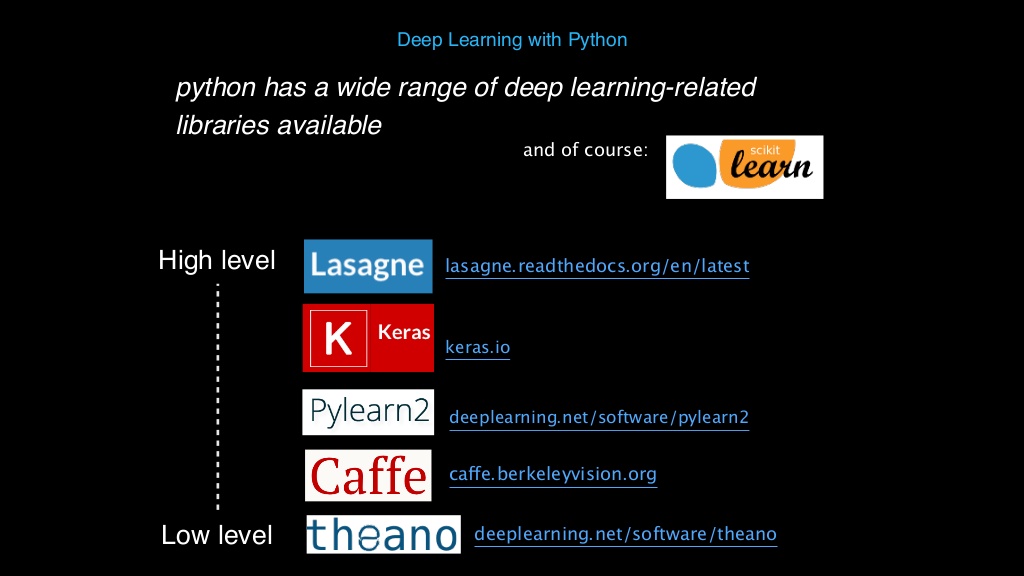 Deep Learning with Python
python has a wide range of deep learning-related
libraries available
and of course:
scikit
learn
High level
Lasagne
lasagne.readthedocs.org/en/latest
K Keras
keras.io
Pylearn2
deeplearning.net/software/pylearn2
Caffe
caffe.berkeleyvision.org
Low level
theano
deeplearning.net/software/theano